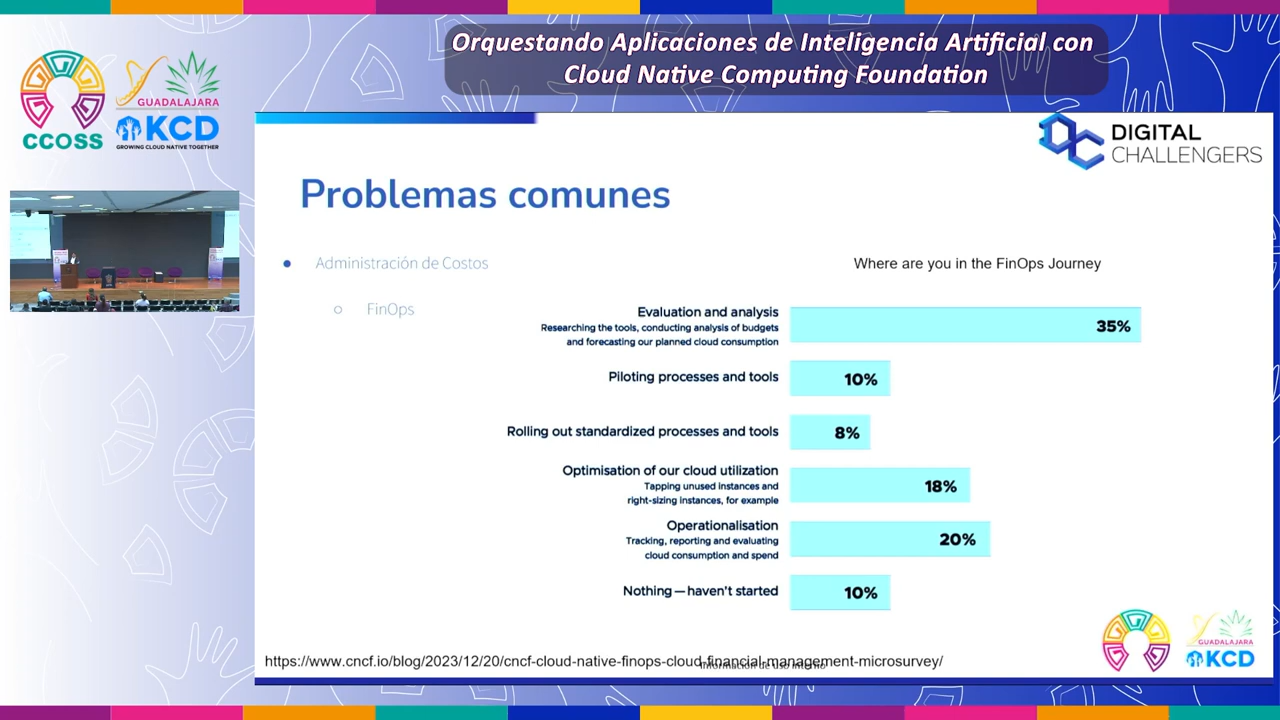 Orquestando Aplicaciones de Inteligencia Artificial con
Cloud Native Computing Foundation
CCOSS
GUADALAJARA
KCD
GROWING CLOUD NATIVE TOGETHER
DIGITAL
CHALLENGERS
Problemas comunes
● Administración de Costos
○ FinOps
Where are you in the FinOps Journey
Evaluation and analysis
Researching the tools, conducting analysis of budgets
and forecasting our planned cloud consumption
35%
Piloting processes and tools
10%
Rolling out standardized processes and tools
8%
Optimisation of our cloud utilization
Tapping unused instances and
right-sizing instances, for example
18%
Operationalisation
Tracking, reporting and evaluating
cloud consumption and spend
20%
Nothing — haven't started
10%
https://www.cncf.io/blog/2023/12/20/cncf-cloud-native-finops-cloud-financial-management-microsurvey/
Información de uso interno
GUADALAJARA
KCD